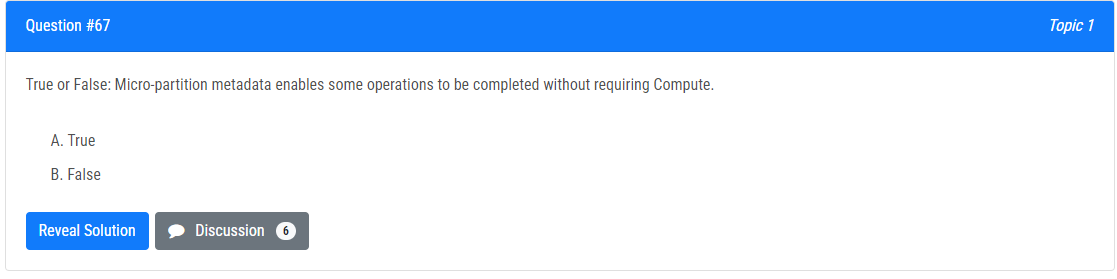 Question #67 Topic 1
True or False: Micro-partition metadata enables some operations to be completed without requiring Compute.
A. True
B. False
Reveal Solution Discussion 6